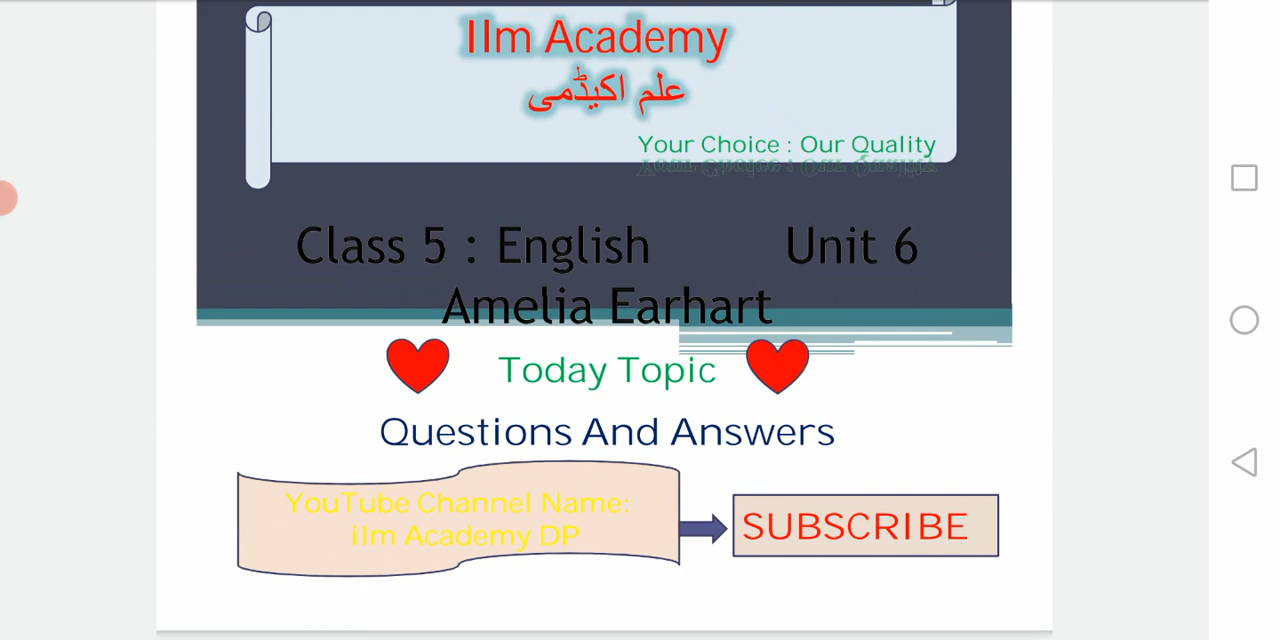 Ilm Academy
علم اکیڈمی
Your Choice : Our Quality
Class 5 : English Unit 6
Amelia Earhart
Today Topic
Questions And Answers
YouTube Channel Name:
Ilm Academy DP
SUBSCRIBE